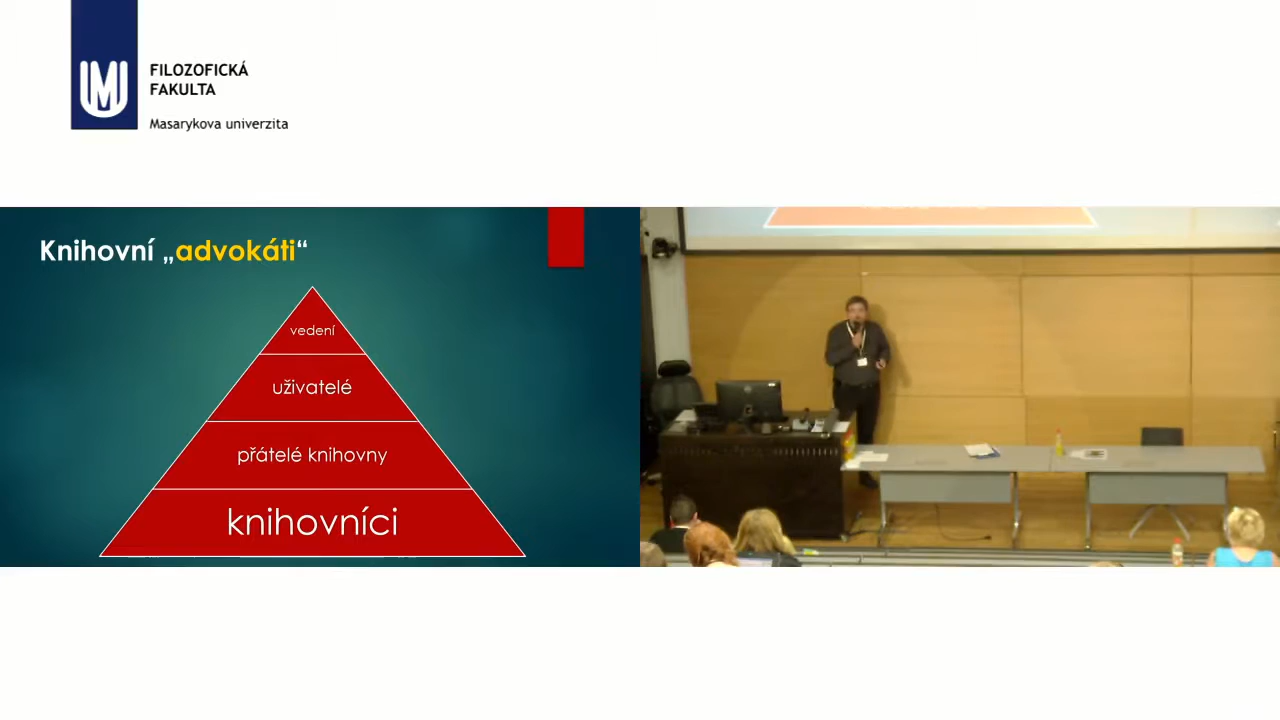 FILOZOFICKÁ
FAKULTA
Masarykova univerzita
Knihovní „advokáti“
vedení
uživatelé
přátelé knihovny
knihovníci